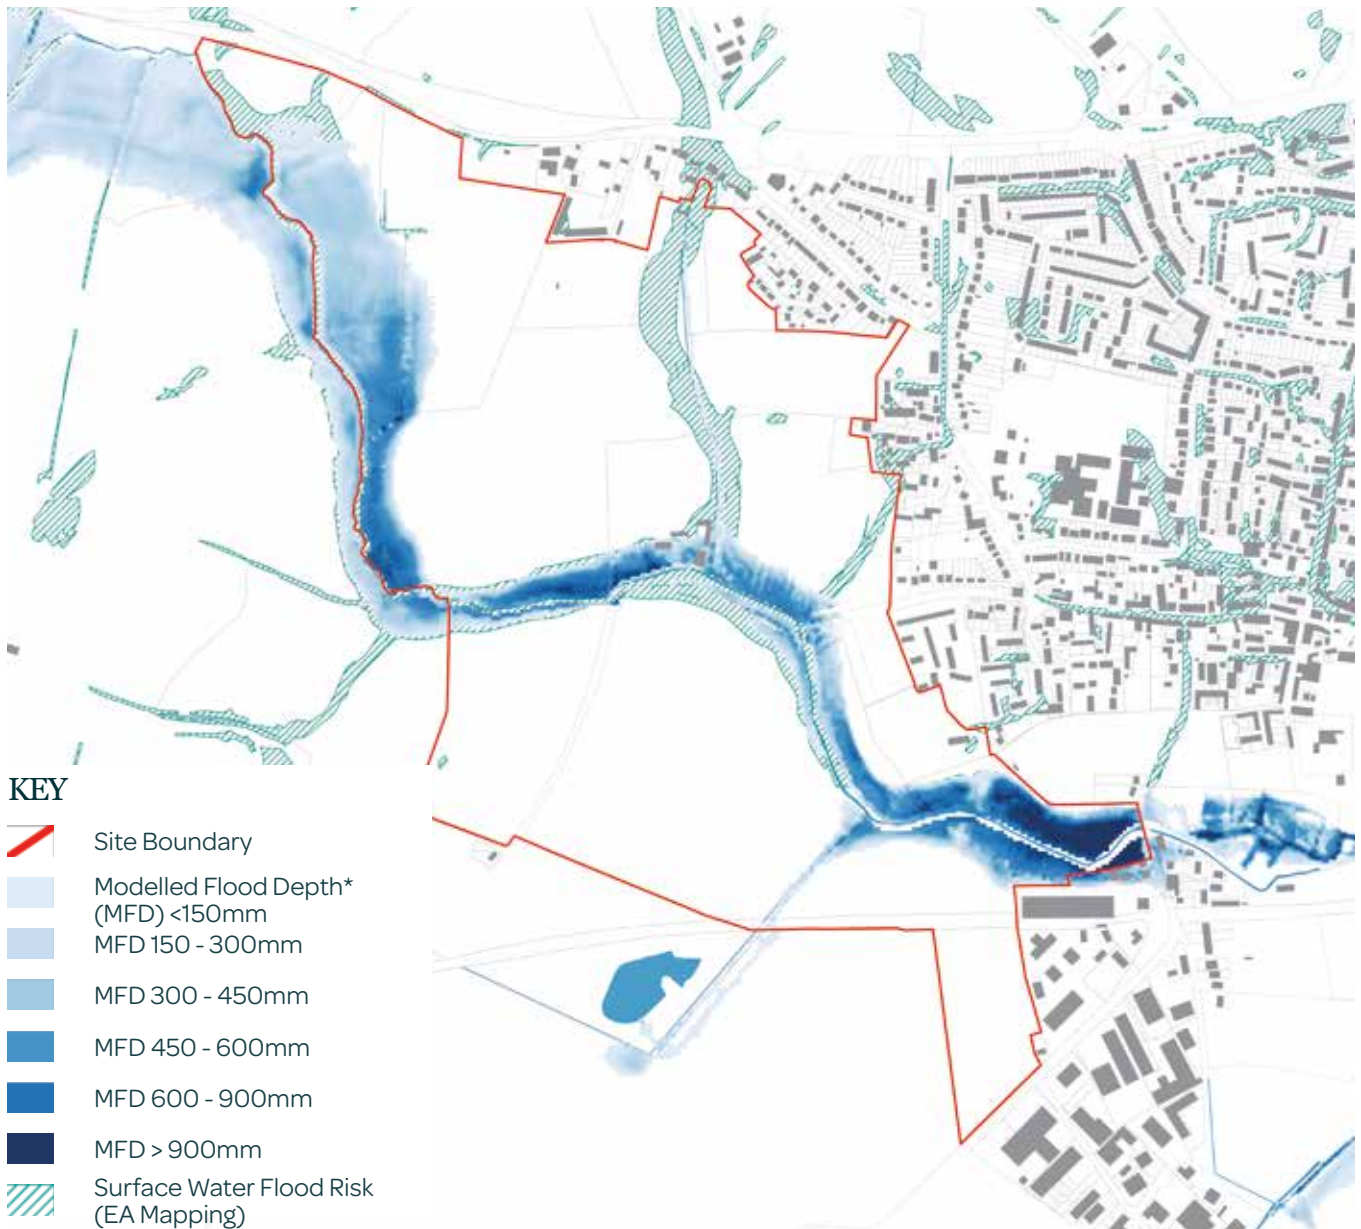 KEY
Site Boundary
Modelled Flood Depth*
(MFD) <150mm
MFD 150 - 300mm
MFD 300 - 450mm
MFD 450 - 600mm
MFD 600 - 900mm
MFD > 900mm
Surface Water Flood Risk
(EA Mapping)